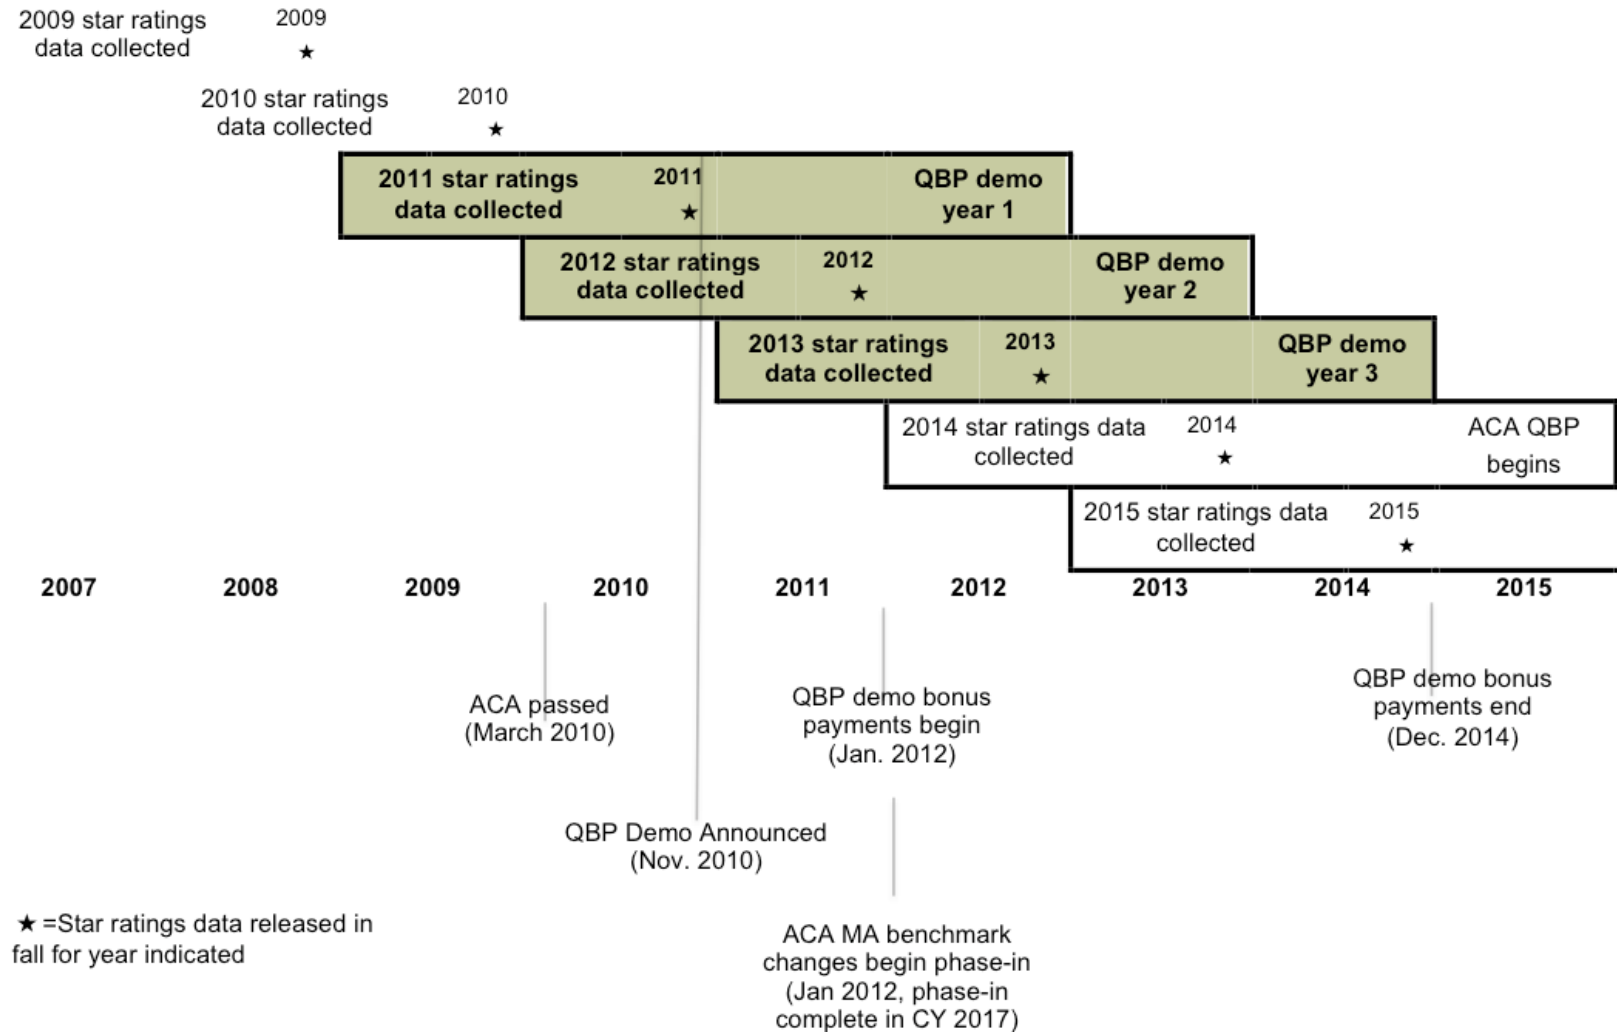 2009 star ratings
data collected
2009
★
2010 star ratings
data collected
2010
★
2011 star ratings
data collected
2011
★
QBP demo
year 1
2012 star ratings
data collected
2012
★
QBP demo
year 2
2013 star ratings
data collected
2013
★
QBP demo
year 3
2014 star ratings data
collected
2014
★
ACA QBP
begins
2015 star ratings data
collected
2015
★
2007 2008 2009 2010 2011 2012 2013 2014 2015
ACA passed
(March 2010)
QBP demo bonus
payments begin
(Jan. 2012)
QBP demo bonus
payments end
(Dec. 2014)
QBP Demo Announced
(Nov. 2010)
★ =Star ratings data released in
fall for year indicated
ACA MA benchmark
changes begin phase-in
(Jan 2012, phase-in
complete in CY 2017)